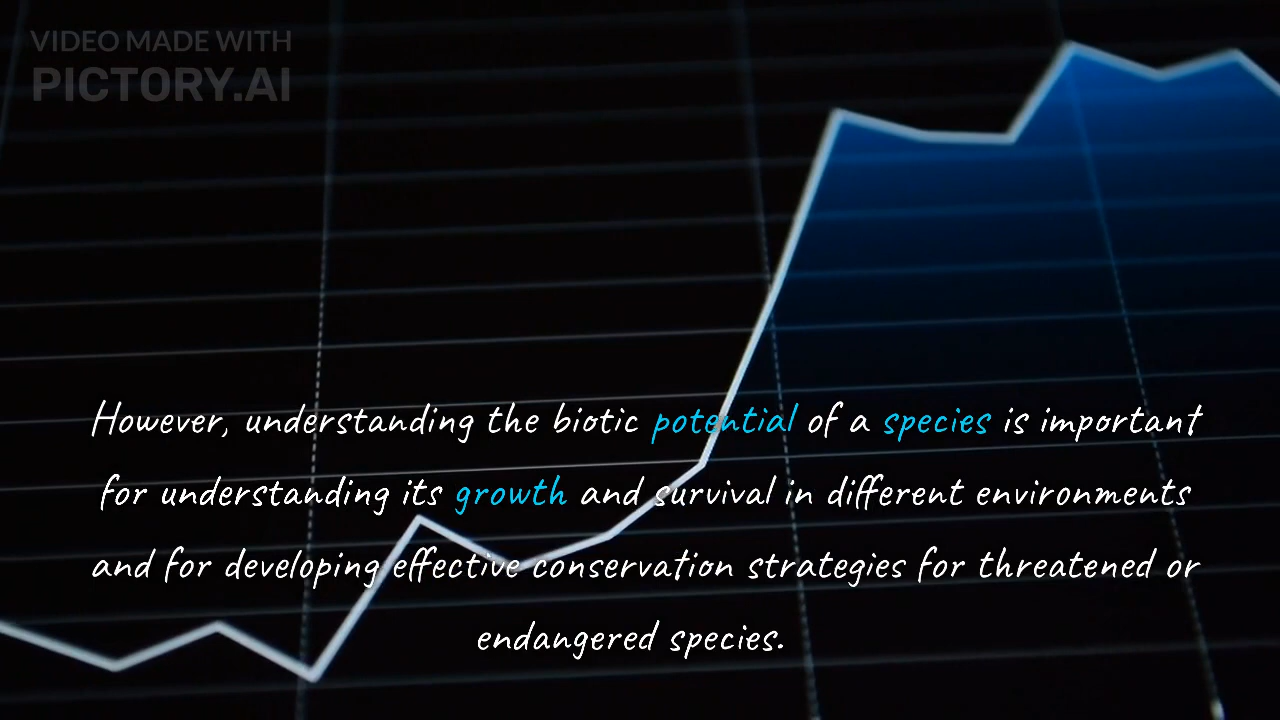 VIDEO MADE WITH
PICTORY.AI
However, understanding the biotic potential of a species is important
for understanding its growth and survival in different environments
and for developing effective conservation strategies for threatened or
endangered species.